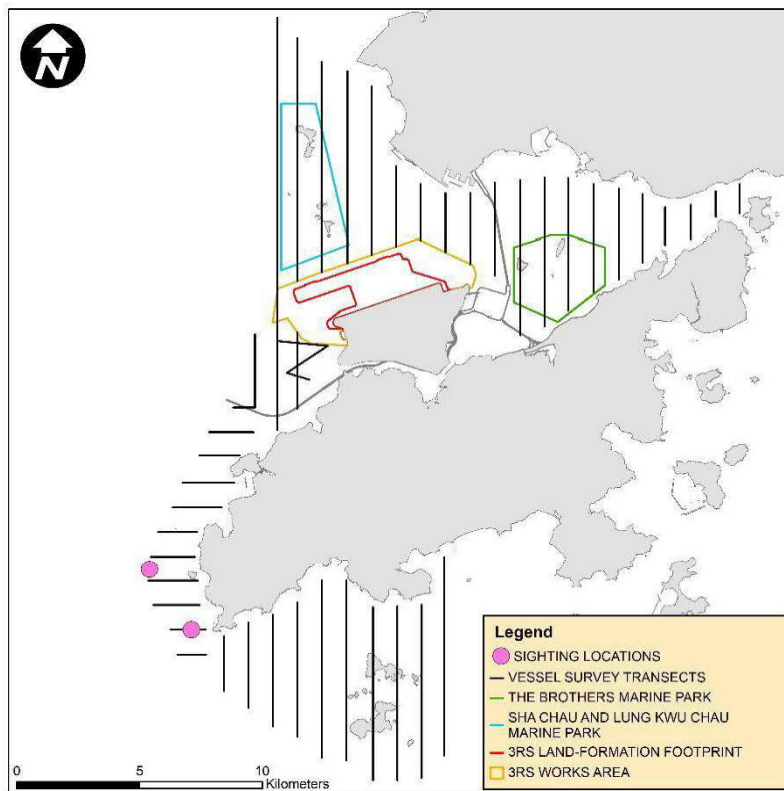 N
Legend
SIGHTING LOCATIONS
VESSEL SURVEY TRANSECTS
THE BROTHERS MARINE PARK
SHA CHAU AND LUNG KWU CHAU
MARINE PARK
3RS LAND-FORMATION FOOTPRINT
3RS WORKS AREA
0 5 10
Kilometers